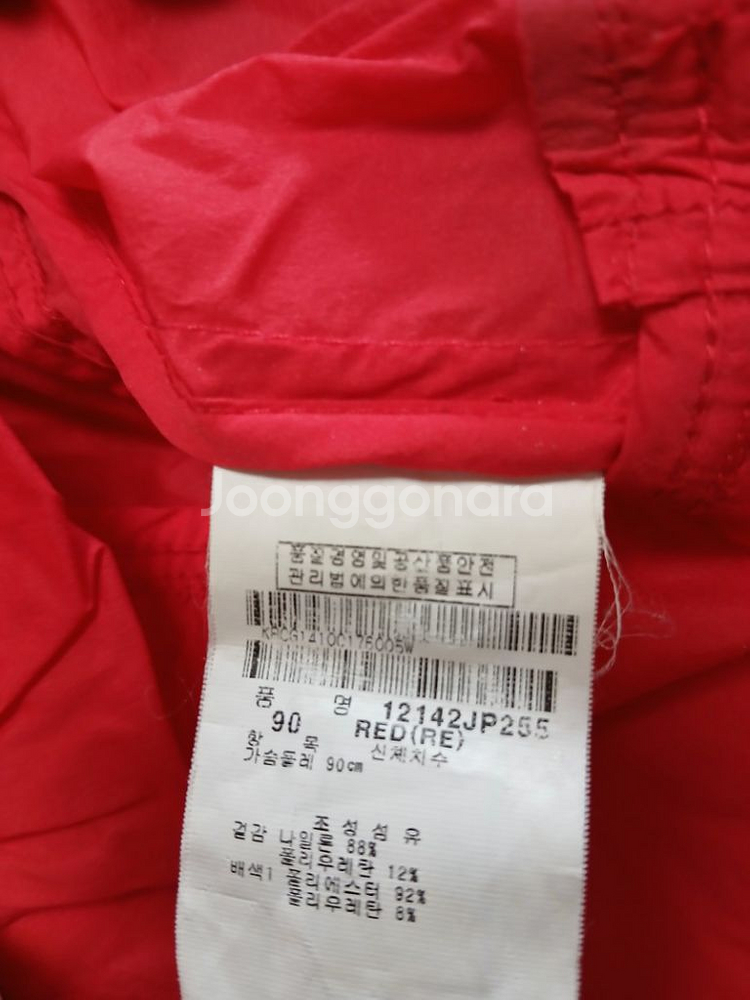 Joonggonara
품질경영및공산품안전
관리법에의한품질표시
KPCG14100176005W
품 명 12142JP255
90 RED(RE)
항 목 신체치수
가슴둘레 90cm
조성섬유
겉감 나일론 88%
폴리우레탄 12%
배색1 폴리에스터 92%
폴리우레탄 8%